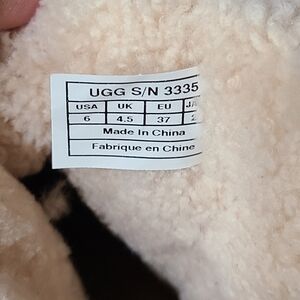 UGG S/N 3335
USA UK EU
6 4.5 37
Made In China
Fabrique en Chine